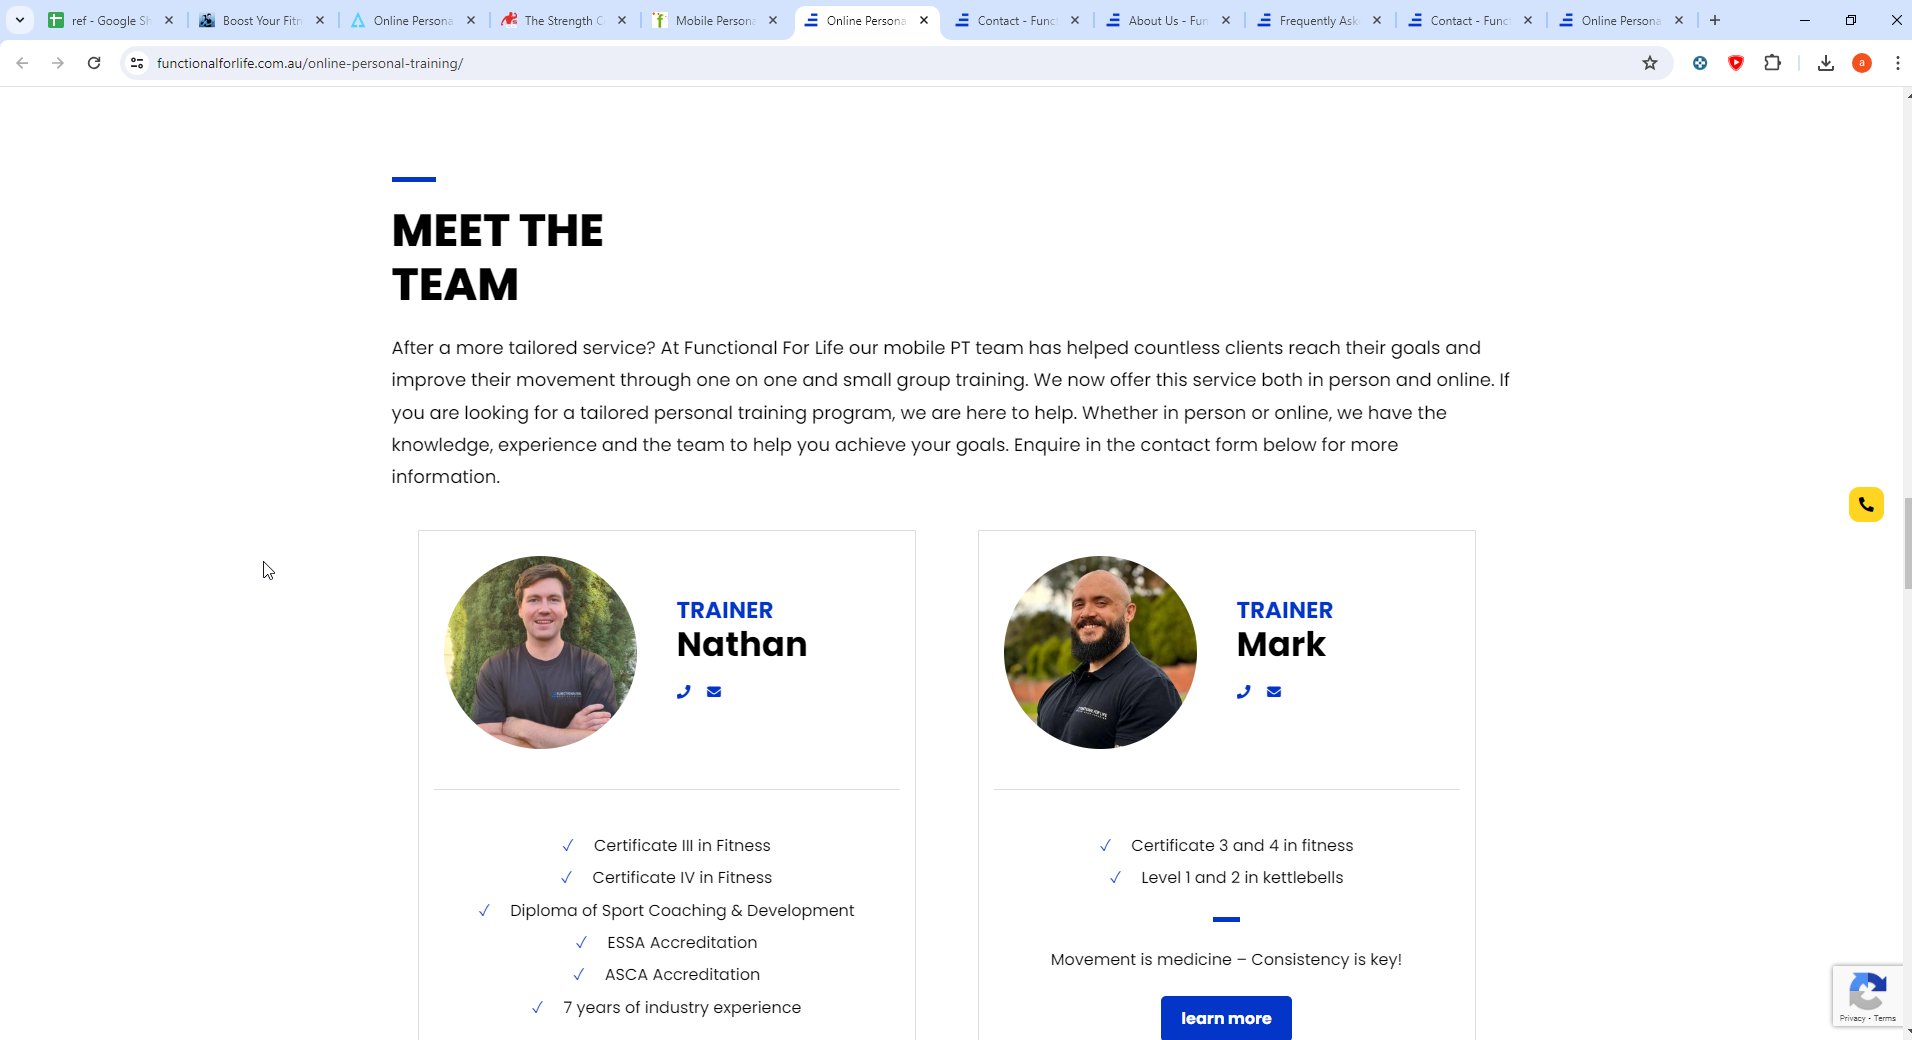 ref - Google Sh
Boost Your Fitn
Online Persona
The Strength C
Mobile Persona
Online Persona
Contact - Func
About Us - Fun
Frequently Ask
Contact - Func
Online Persona
functionalforlife.com.au/online-personal-training/
a
MEET THE
TEAM
After a more tailored service? At Functional For Life our mobile PT team has helped countless clients reach their goals and
improve their movement through one on one and small group training. We now offer this service both in person and online. If
you are looking for a tailored personal training program, we are here to help. Whether in person or online, we have the
knowledge, experience and the team to help you achieve your goals. Enquire in the contact form below for more
information.
TRAINER
Nathan
Certificate III in Fitness
Certificate IV in Fitness
Diploma of Sport Coaching & Development
ESSA Accreditation
ASCA Accreditation
7 years of industry experience
TRAINER
Mark
Certificate 3 and 4 in fitness
Level 1 and 2 in kettlebells
Movement is medicine – Consistency is key!
learn more
Privacy - Terms